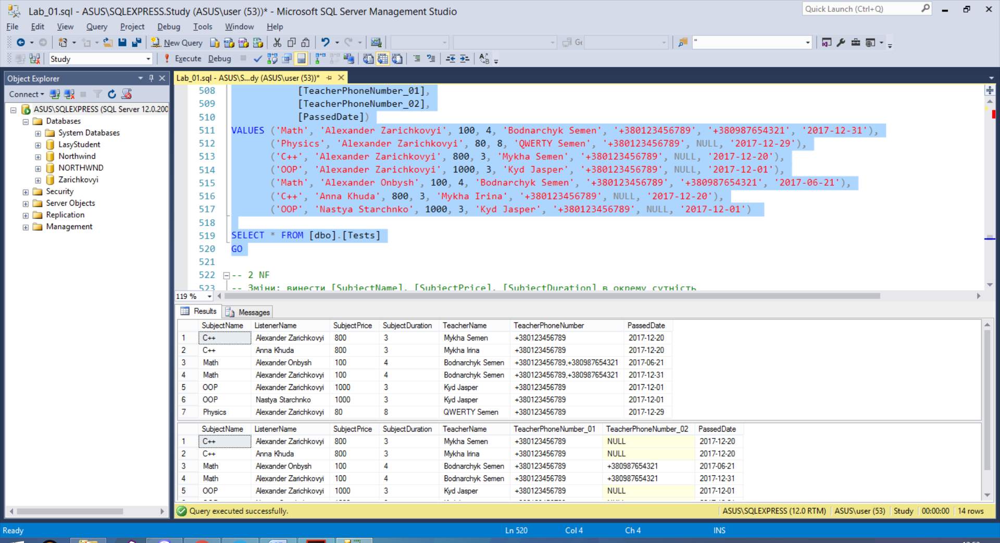 Lab_01.sql - ASUS\SQLEXPRESS.Study (ASUS\user (53))* - Microsoft SQL Server Management Studio
Quick Launch (Ctrl+Q)
File Edit View Query Project Debug Tools Window Help
New Query
"
Study
Execute Debug
Object Explorer
Lab_01.sql - ASUS\S...dy (ASUS\user (53))*
Connect
ASUS\SQLEXPRESS (SQL Server 12.0.200
Databases
System Databases
LasyStudent
Northwind
NORTHWND
Zarichkovyi
Security
Server Objects
Replication
Management
508 [TeacherPhoneNumber_01],
509 [TeacherPhoneNumber_02],
510 [PassedDate])
511 VALUES ('Math', 'Alexander Zarichkovyi', 100, 4, 'Bodnarchyk Semen', '+380123456789', '+380987654321', '2017-12-31'),
512 ('Physics', 'Alexander Zarichkovyi', 80, 8, 'QWERTY Semen', '+380123456789', NULL, '2017-12-29'),
513 ('C++', 'Alexander Zarichkovyi', 800, 3, 'Mykha Semen', '+380123456789', NULL, '2017-12-20'),
514 ('OOP', 'Alexander Zarichkovyi', 1000, 3, 'Kyd Jasper', '+380123456789', NULL, '2017-12-01'),
515 ('Math', 'Alexander Onbysh', 100, 4, 'Bodnarchyk Semen', '+380123456789', '+380987654321', '2017-06-21'),
516 ('C++', 'Anna Khuda', 800, 3, 'Mykha Irina', '+380123456789', NULL, '2017-12-20'),
517 ('OOP', 'Nastya Starchnko', 1000, 3, 'Kyd Jasper', '+380123456789', NULL, '2017-12-01')
518
519 SELECT * FROM [dbo].[Tests]
520 GO
521
522 -- 2 NF
523 -- Зміни: винести [SubjectName], [SubjectPrice], [SubjectDuration] в окрему сутність
119 %
Results Messages
SubjectName ListenerName SubjectPrice SubjectDuration TeacherName TeacherPhoneNumber PassedDate
1 C++ Alexander Zarichkovyi 800 3 Mykha Semen +380123456789 2017-12-20
2 C++ Anna Khuda 800 3 Mykha Irina +380123456789 2017-12-20
3 Math Alexander Onbysh 100 4 Bodnarchyk Semen +380123456789,+380987654321 2017-06-21
4 Math Alexander Zarichkovyi 100 4 Bodnarchyk Semen +380123456789,+380987654321 2017-12-31
5 OOP Alexander Zarichkovyi 1000 3 Kyd Jasper +380123456789 2017-12-01
6 OOP Nastya Starchnko 1000 3 Kyd Jasper +380123456789 2017-12-01
7 Physics Alexander Zarichkovyi 80 8 QWERTY Semen +380123456789 2017-12-29
SubjectName ListenerName SubjectPrice SubjectDuration TeacherName TeacherPhoneNumber_01 TeacherPhoneNumber_02 PassedDate
1 C++ Alexander Zarichkovyi 800 3 Mykha Semen +380123456789 NULL 2017-12-20
2 C++ Anna Khuda 800 3 Mykha Irina +380123456789 NULL 2017-12-20
3 Math Alexander Onbysh 100 4 Bodnarchyk Semen +380123456789 +380987654321 2017-06-21
4 Math Alexander Zarichkovyi 100 4 Bodnarchyk Semen +380123456789 +380987654321 2017-12-31
5 OOP Alexander Zarichkovyi 1000 3 Kyd Jasper +380123456789 NULL 2017-12-01
Query executed successfully.
ASUS\SQLEXPRESS (12.0 RTM) ASUS\user (53) Study 00:00:00 14 rows
Ready Ln 520 Col 4 Ch 4 INS